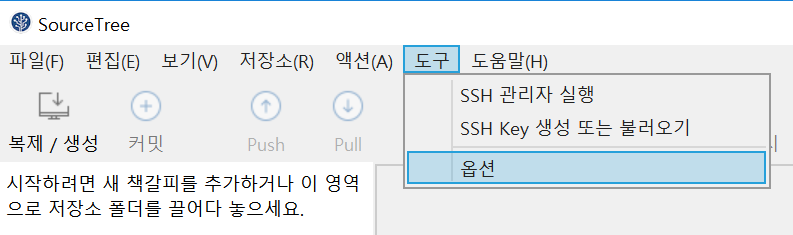 SourceTree
파일(F) 편집(E) 보기(V) 저장소(R) 액션(A) 도구 도움말(H)
SSH 관리자 실행
SSH Key 생성 또는 불러오기
옵션
복제 / 생성 커밋 Push Pull
시작하려면 새 책갈피를 추가하거나 이 영역
으로 저장소 폴더를 끌어다 놓으세요.